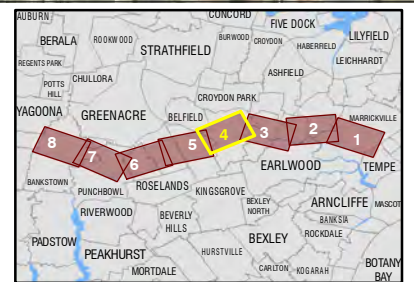 AUBURN
CONCORD
FIVE DOCK
BERALA
ROOKWOOD
STRATHFIELD
BURWOOD
CROYDON
HABERFIELD
LILYFIELD
REGENTS PARK
LEICHHARDT
POTTS
HILL
CHULLORA
ASHFIELD
CROYDON PARK
YAGOONA
GREENACRE
BELFIELD
MARRICKVILLE
8
7
6
5
4
3
2
1
EARLWOOD
TEMPE
BANKSTOWN
PUNCHBOWL
ROSELANDS
KINGSGROVE
RIVERWOOD
BEVERLY
HILLS
BEXLEY
NORTH
ARNCLIFFE
MASCOT
BANKSIA
ROCKDALE
PADSTOW
PEAKHURST
HURSTVILLE
BEXLEY
BOTANY
BAY
MORTDALE
CARLTON
KOGARAH